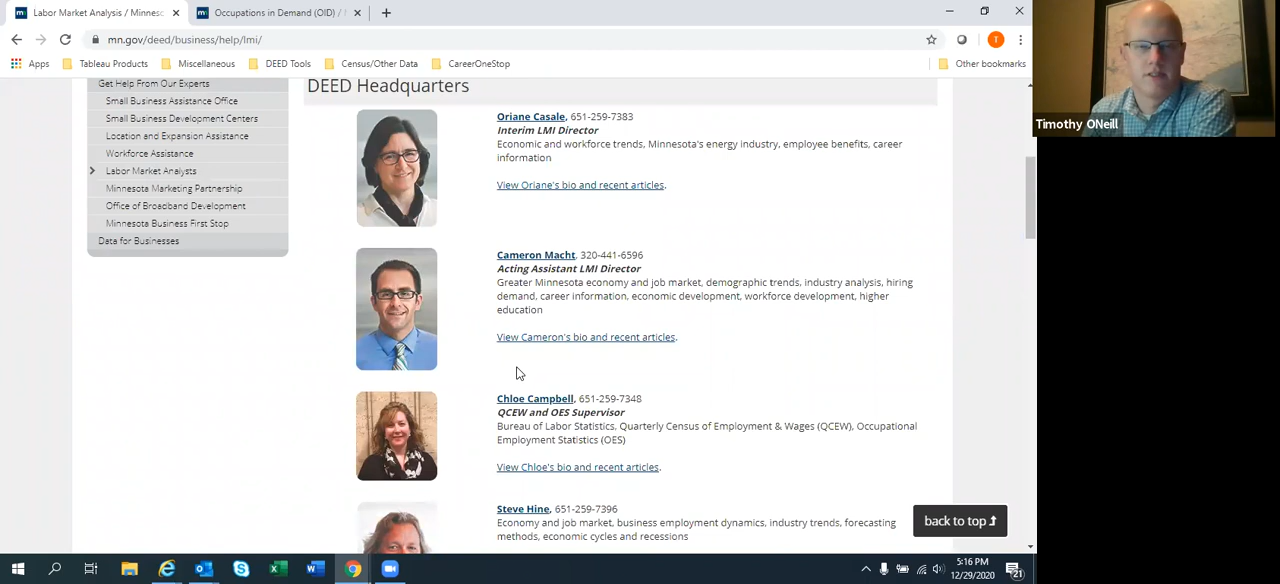 Labor Market Analysis / Minneso
Occupations in Demand (OID) /
mn.gov/deed/business/help/lmi/
T
Apps
Tableau Products
Miscellaneous
DEED Tools
Census/Other Data
CareerOneStop
Other bookmarks
Get Help From Our Experts
Small Business Assistance Office
Small Business Development Centers
Location and Expansion Assistance
Workforce Assistance
Labor Market Analysts
Minnesota Marketing Partnership
Office of Broadband Development
Minnesota Business First Stop
Data for Businesses
DEED Headquarters
Oriane Casale, 651-259-7383
Interim LMI Director
Economic and workforce trends, Minnesota's energy industry, employee benefits, career
information
View Oriane's bio and recent articles.
Cameron Macht, 320-441-6596
Acting Assistant LMI Director
Greater Minnesota economy and job market, demographic trends, industry analysis, hiring
demand, career information, economic development, workforce development, higher
education
View Cameron's bio and recent articles.
Chloe Campbell, 651-259-7348
QCEW and OES Supervisor
Bureau of Labor Statistics, Quarterly Census of Employment & Wages (QCEW), Occupational
Employment Statistics (OES)
View Chloe's bio and recent articles.
Steve Hine, 651-259-7396
Economy and job market, business employment dynamics, industry trends, forecasting
methods, economic cycles and recessions
back to top
Timothy ONeill
5:16 PM
12/29/2020
21